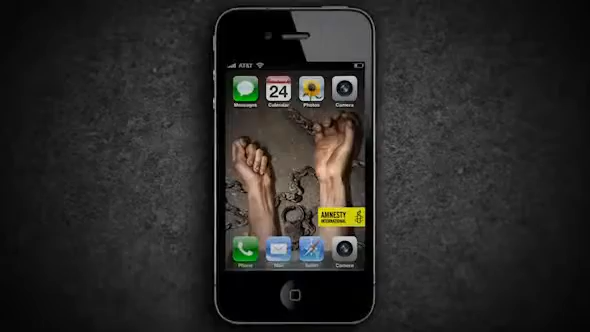 AT&T
Messages
Calendar
Photos
Camera
24
AMNESTY
INTERNATIONAL
Phone
Mail
Safari
Camera